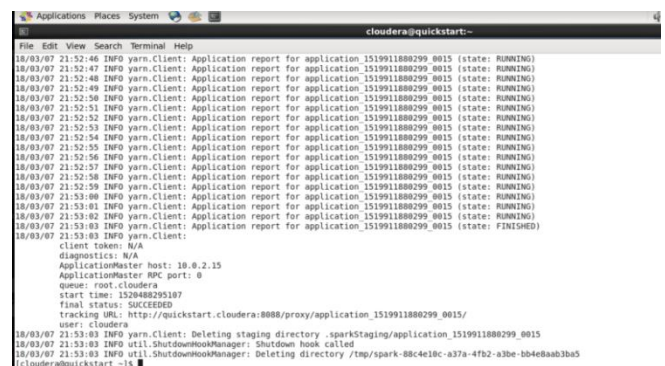 Applications Places System
cloudera@quickstart:~
File Edit View Search Terminal Help
18/03/07 21:52:46 INFO yarn.Client: Application report for application_1519911880299_0015 (state: RUNNING)
18/03/07 21:52:47 INFO yarn.Client: Application report for application_1519911880299_0015 (state: RUNNING)
18/03/07 21:52:48 INFO yarn.Client: Application report for application_1519911880299_0015 (state: RUNNING)
18/03/07 21:52:49 INFO yarn.Client: Application report for application_1519911880299_0015 (state: RUNNING)
18/03/07 21:52:50 INFO yarn.Client: Application report for application_1519911880299_0015 (state: RUNNING)
18/03/07 21:52:51 INFO yarn.Client: Application report for application_1519911880299_0015 (state: RUNNING)
18/03/07 21:52:52 INFO yarn.Client: Application report for application_1519911880299_0015 (state: RUNNING)
18/03/07 21:52:53 INFO yarn.Client: Application report for application_1519911880299_0015 (state: RUNNING)
18/03/07 21:52:54 INFO yarn.Client: Application report for application_1519911880299_0015 (state: RUNNING)
18/03/07 21:52:55 INFO yarn.Client: Application report for application_1519911880299_0015 (state: RUNNING)
18/03/07 21:52:56 INFO yarn.Client: Application report for application_1519911880299_0015 (state: RUNNING)
18/03/07 21:52:57 INFO yarn.Client: Application report for application_1519911880299_0015 (state: RUNNING)
18/03/07 21:52:58 INFO yarn.Client: Application report for application_1519911880299_0015 (state: RUNNING)
18/03/07 21:52:59 INFO yarn.Client: Application report for application_1519911880299_0015 (state: RUNNING)
18/03/07 21:53:00 INFO yarn.Client: Application report for application_1519911880299_0015 (state: RUNNING)
18/03/07 21:53:01 INFO yarn.Client: Application report for application_1519911880299_0015 (state: RUNNING)
18/03/07 21:53:02 INFO yarn.Client: Application report for application_1519911880299_0015 (state: RUNNING)
18/03/07 21:53:03 INFO yarn.Client: Application report for application_1519911880299_0015 (state: FINISHED)
18/03/07 21:53:03 INFO yarn.Client:
client token: N/A
diagnostics: N/A
ApplicationMaster host: 10.0.2.15
ApplicationMaster RPC port: 0
queue: root.cloudera
start time: 1520488295107
final status: SUCCEEDED
tracking URL: http://quickstart.cloudera:8088/proxy/application_1519911880299_0015/
user: cloudera
18/03/07 21:53:03 INFO yarn.Client: Deleting staging directory .sparkStaging/application_1519911880299_0015
18/03/07 21:53:03 INFO util.ShutdownHookManager: Shutdown hook called
18/03/07 21:53:03 INFO util.ShutdownHookManager: Deleting directory /tmp/spark-88c4e10c-a37a-4fb2-a3be-bb4e8aab3ba5
[cloudera@quickstart ~]$